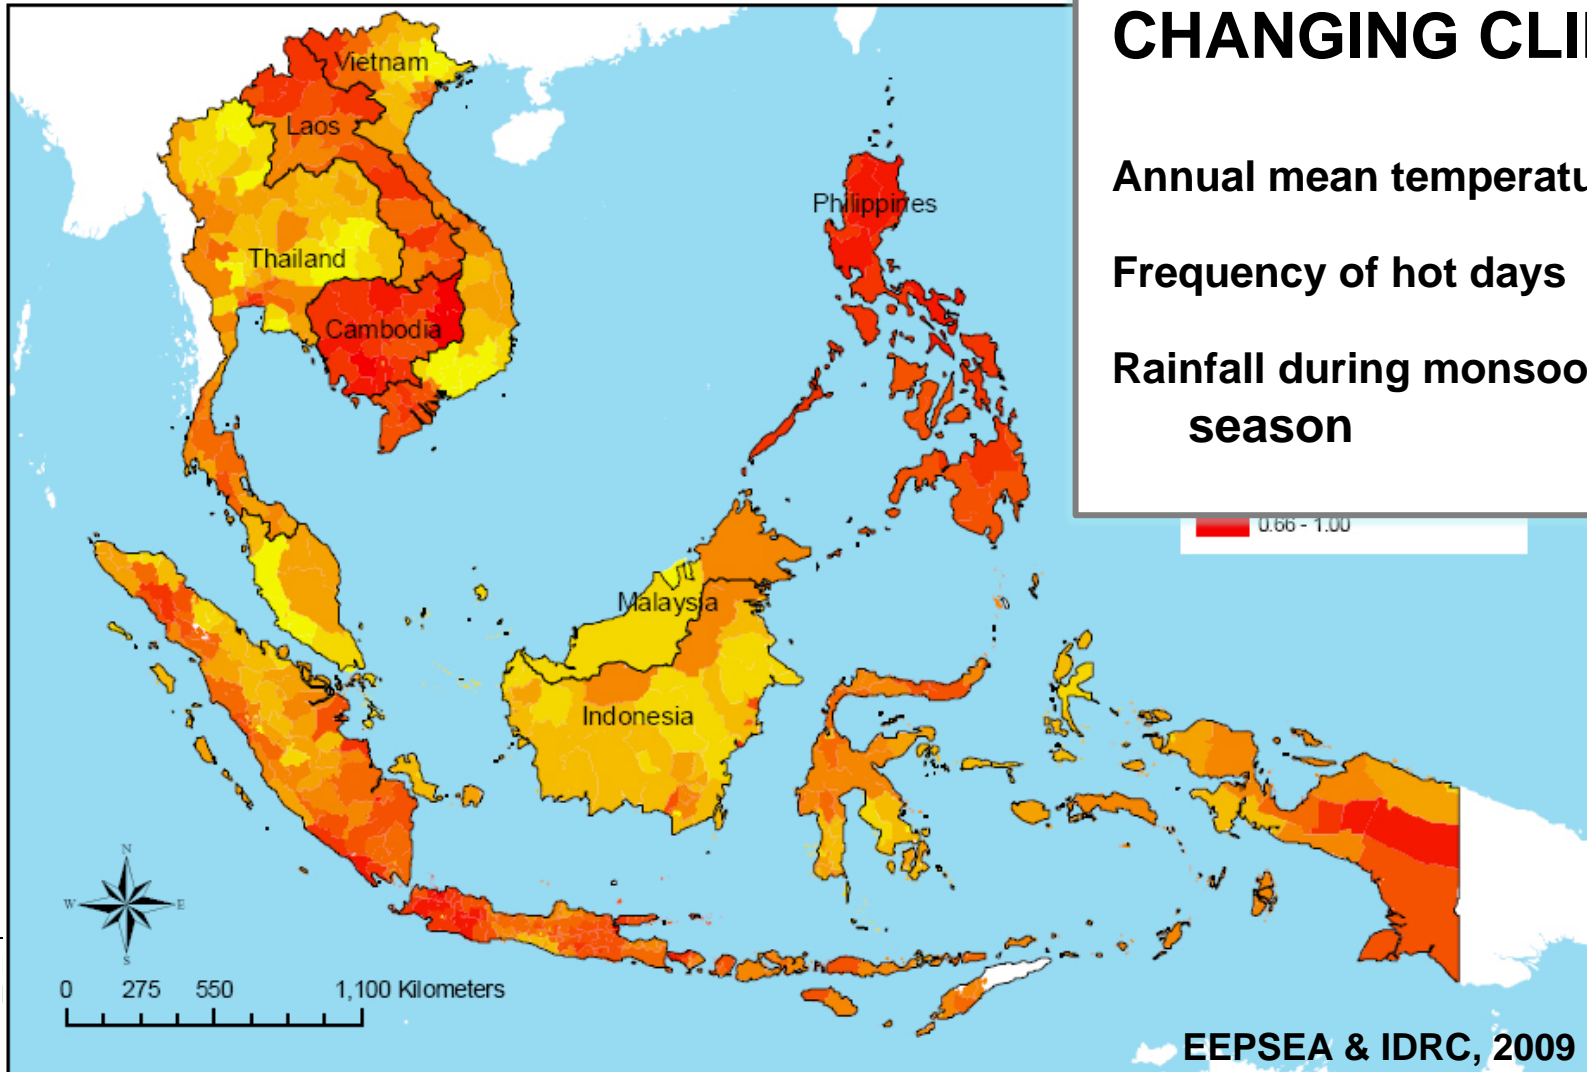 CHANGING CLI
Annual mean temperatu
Frequency of hot days
Rainfall during monsoo
season
0.66 - 1.00
Vietnam
Laos
Philippines
Thailand
Cambodia
Malaysia
Indonesia
N
W E
S
0 275 550 1,100 Kilometers
EEPSEA & IDRC, 2009